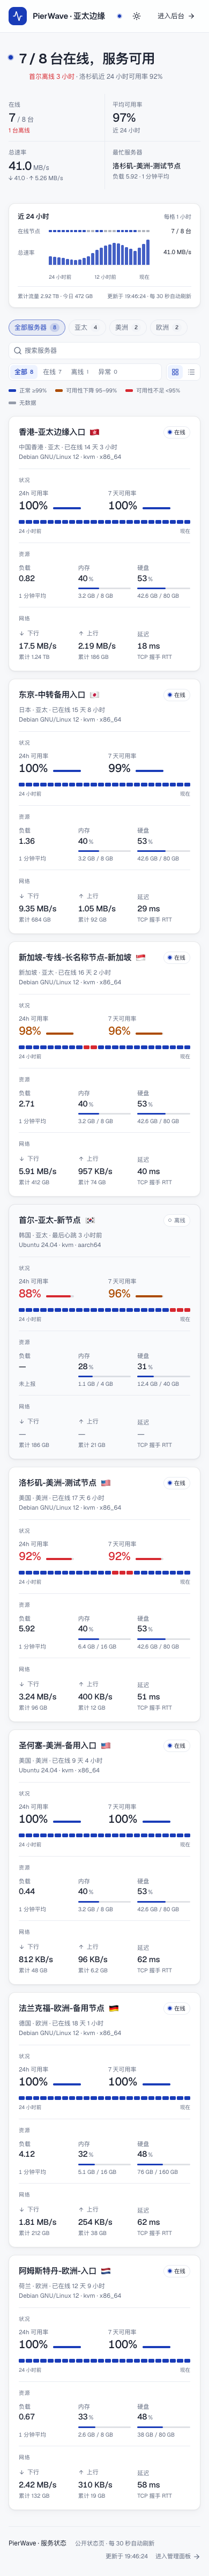 PierWave · 亚太边缘
进入后台 →
7 / 8 台在线，服务可用
首尔离线 3 小时 · 洛杉矶近 24 小时可用率 92%
在线
7 / 8 台
1 台离线
平均可用率
97%
近 24 小时
总速率
41.0 MB/s
↓ 41.0 · ↑ 5.26 MB/s
最忙服务器
洛杉矶-美洲-测试节点
负载 5.92 · 1 分钟平均
近 24 小时
每格 1 小时
在线节点
7 / 8 台
总速率
41.0 MB/s
24 小时前
12 小时前
现在
累计流量 2.92 TB · 今日 472 GB
更新于 19:46:24 · 每 30 秒自动刷新
全部服务器 8
亚太 4
美洲 2
欧洲 2
搜索服务器
全部 8
在线 7
离线 1
异常 0
正常 ≥99%
可用性下降 95–99%
可用性不足 <95%
无数据
香港-亚太边缘入口
在线
中国香港 · 亚太 · 已在线 14 天 3 小时
Debian GNU/Linux 12 · kvm · x86_64
状况
24h 可用率
7 天可用率
100%
100%
24 小时前
现在
资源
负载
内存
硬盘
0.82
40%
53%
1 分钟平均
3.2 GB / 8 GB
42.6 GB / 80 GB
网络
↓ 下行
↑ 上行
延迟
17.5 MB/s
2.19 MB/s
18 ms
累计 1.24 TB
累计 186 GB
TCP 握手 RTT
东京-中转备用入口
在线
日本 · 亚太 · 已在线 15 天 8 小时
Debian GNU/Linux 12 · kvm · x86_64
状况
24h 可用率
7 天可用率
100%
99%
24 小时前
现在
资源
负载
内存
硬盘
1.36
40%
53%
1 分钟平均
3.2 GB / 8 GB
42.6 GB / 80 GB
网络
↓ 下行
↑ 上行
延迟
9.35 MB/s
1.05 MB/s
29 ms
累计 684 GB
累计 92 GB
TCP 握手 RTT
新加坡-专线-长名称节点-新加坡
在线
新加坡 · 亚太 · 已在线 16 天 2 小时
Debian GNU/Linux 12 · kvm · x86_64
状况
24h 可用率
7 天可用率
98%
96%
24 小时前
现在
资源
负载
内存
硬盘
2.71
40%
53%
1 分钟平均
3.2 GB / 8 GB
42.6 GB / 80 GB
网络
↓ 下行
↑ 上行
延迟
5.91 MB/s
957 KB/s
40 ms
累计 412 GB
累计 74 GB
TCP 握手 RTT
首尔-亚太-新节点
离线
韩国 · 亚太 · 最后心跳 3 小时前
Ubuntu 24.04 · kvm · aarch64
状况
24h 可用率
7 天可用率
88%
96%
24 小时前
现在
资源
负载
内存
硬盘
—
28%
31%
未上报
1.1 GB / 4 GB
12.4 GB / 40 GB
网络
↓ 下行
↑ 上行
延迟
—
—
—
累计 186 GB
累计 21 GB
TCP 握手 RTT
洛杉矶-美洲-测试节点
在线
美国 · 美洲 · 已在线 17 天 6 小时
Debian GNU/Linux 12 · kvm · x86_64
状况
24h 可用率
7 天可用率
92%
92%
24 小时前
现在
资源
负载
内存
硬盘
5.92
40%
53%
1 分钟平均
6.4 GB / 16 GB
42.6 GB / 80 GB
网络
↓ 下行
↑ 上行
延迟
3.24 MB/s
400 KB/s
51 ms
累计 96 GB
累计 12 GB
TCP 握手 RTT
圣何塞-美洲-备用入口
在线
美国 · 美洲 · 已在线 9 天 4 小时
Ubuntu 24.04 · kvm · x86_64
状况
24h 可用率
7 天可用率
100%
100%
24 小时前
现在
资源
负载
内存
硬盘
0.44
40%
53%
1 分钟平均
3.2 GB / 8 GB
42.6 GB / 80 GB
网络
↓ 下行
↑ 上行
延迟
812 KB/s
96 KB/s
62 ms
累计 48 GB
累计 6.2 GB
TCP 握手 RTT
法兰克福-欧洲-备用节点
在线
德国 · 欧洲 · 已在线 18 天 1 小时
Debian GNU/Linux 12 · kvm · x86_64
状况
24h 可用率
7 天可用率
100%
100%
24 小时前
现在
资源
负载
内存
硬盘
4.12
32%
48%
1 分钟平均
5.1 GB / 16 GB
76 GB / 160 GB
网络
↓ 下行
↑ 上行
延迟
1.81 MB/s
254 KB/s
62 ms
累计 212 GB
累计 38 GB
TCP 握手 RTT
阿姆斯特丹-欧洲-入口
在线
荷兰 · 欧洲 · 已在线 12 天 9 小时
Debian GNU/Linux 12 · kvm · x86_64
状况
24h 可用率
7 天可用率
100%
100%
24 小时前
现在
资源
负载
内存
硬盘
0.67
33%
48%
1 分钟平均
2.6 GB / 8 GB
38 GB / 80 GB
网络
↓ 下行
↑ 上行
延迟
2.42 MB/s
310 KB/s
58 ms
累计 132 GB
累计 19 GB
TCP 握手 RTT
PierWave · 服务状态
公开状态页 · 每 30 秒自动刷新
更新于 19:46:24
进入管理面板 →